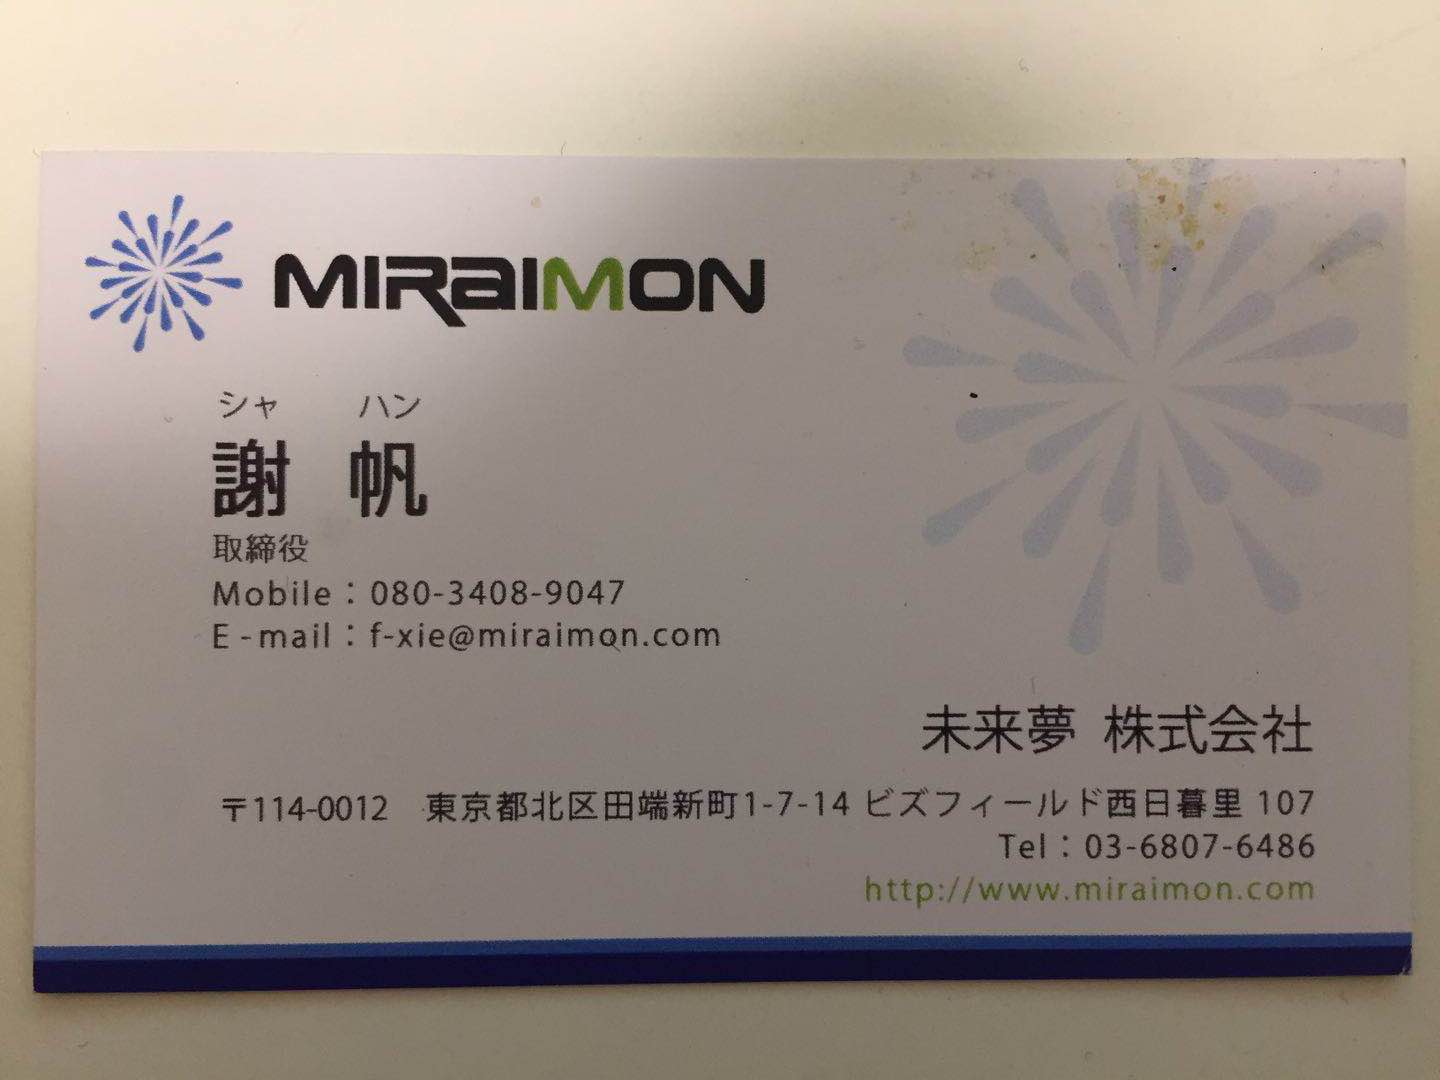 MIRAIMON
シャ ハン
謝 帆
取締役
Mobile：080-3408-9047
E-mail：f-xie@miraimon.com
未来夢 株式会社
〒114-0012 東京都北区田端新町1-7-14 ビズフィールド西日暮里 107
Tel：03-6807-6486
http://www.miraimon.com